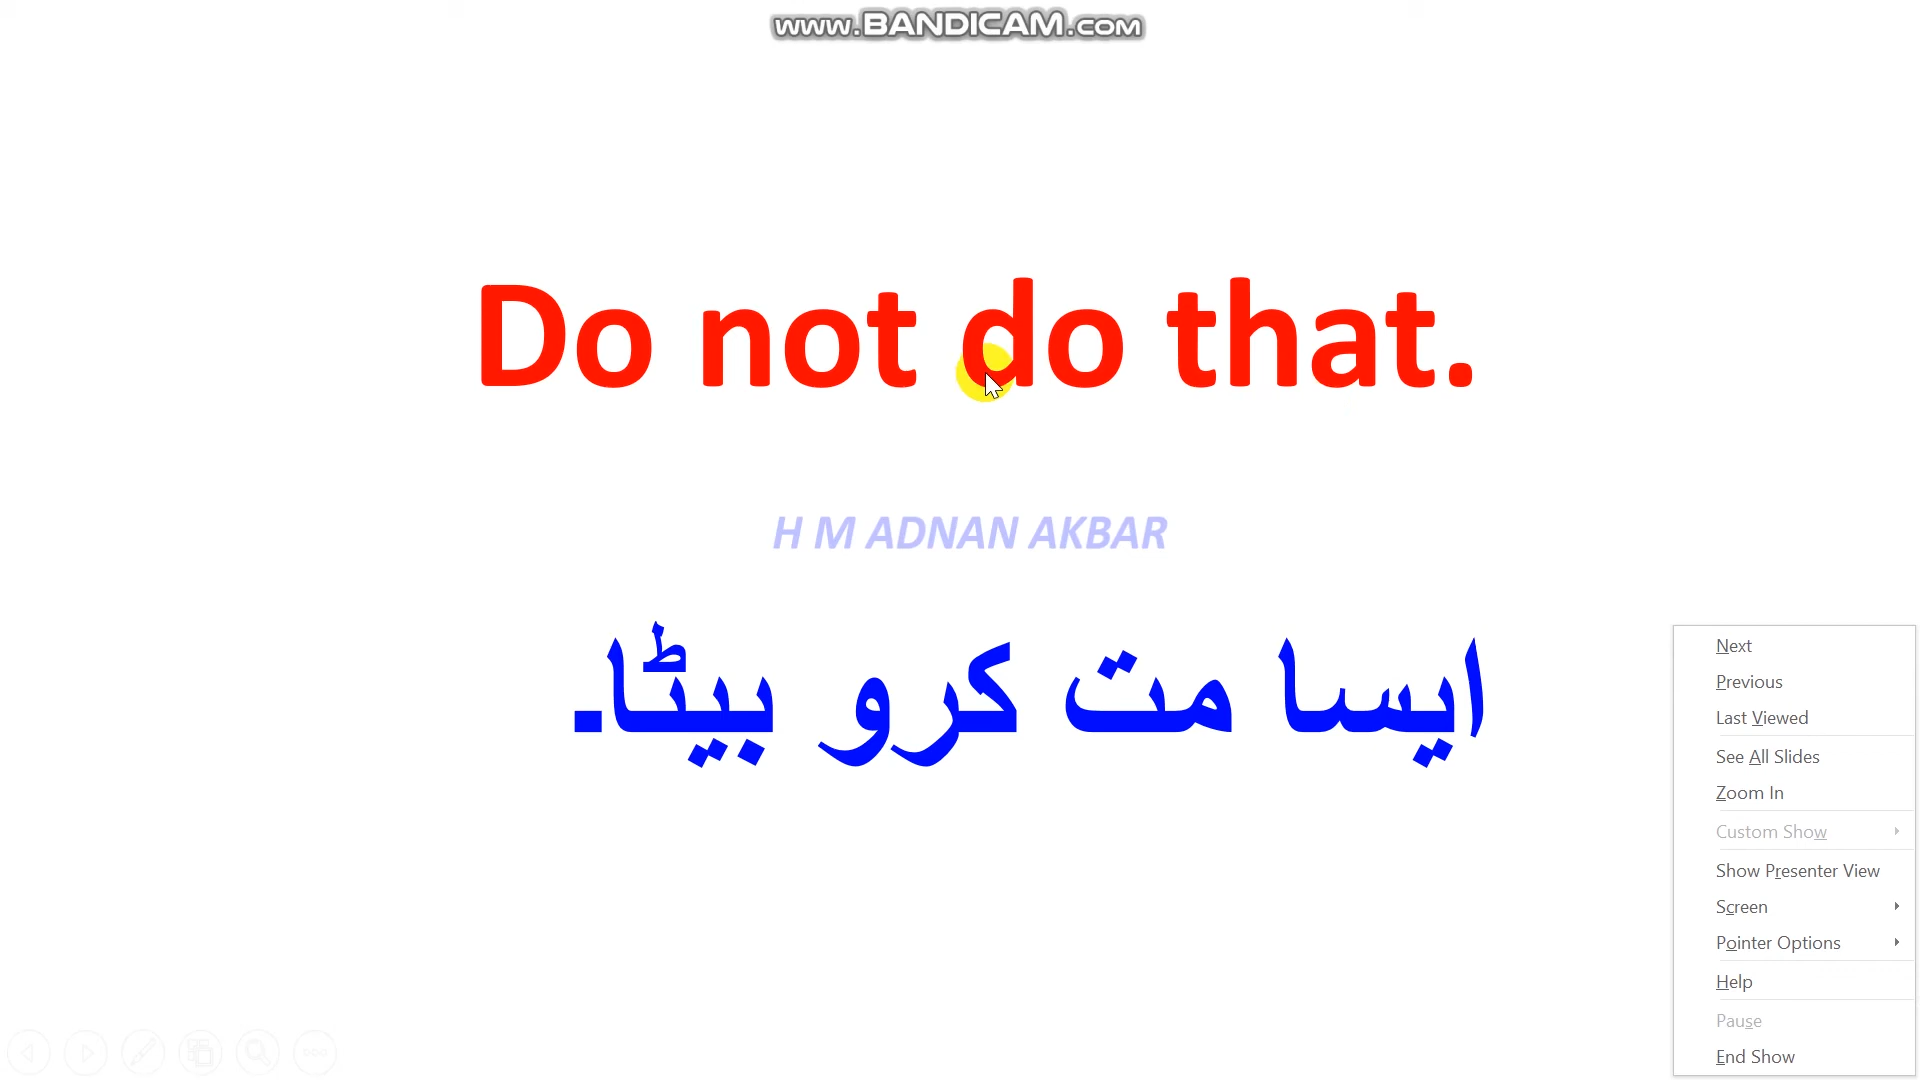 www.BANDICAM.com
Do not do that.
H M ADNAN AKBAR
ایسا مت کرو بیٹا۔
Next
Previous
Last Viewed
See All Slides
Zoom In
Custom Show
Show Presenter View
Screen
Pointer Options
Help
Pause
End Show